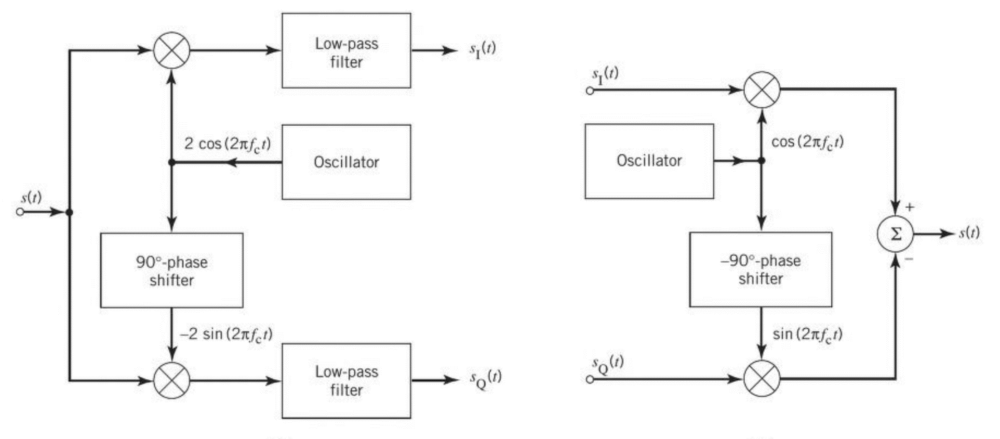 Low-pass
filter
s_I(t)
2 cos (2πf_c t)
Oscillator
s(t)
90°-phase
shifter
−2 sin (2πf_c t)
Low-pass
filter
s_Q(t)
s_I(t)
Oscillator
cos (2πf_c t)
+
Σ
s(t)
−
−90°-phase
shifter
sin (2πf_c t)
s_Q(t)